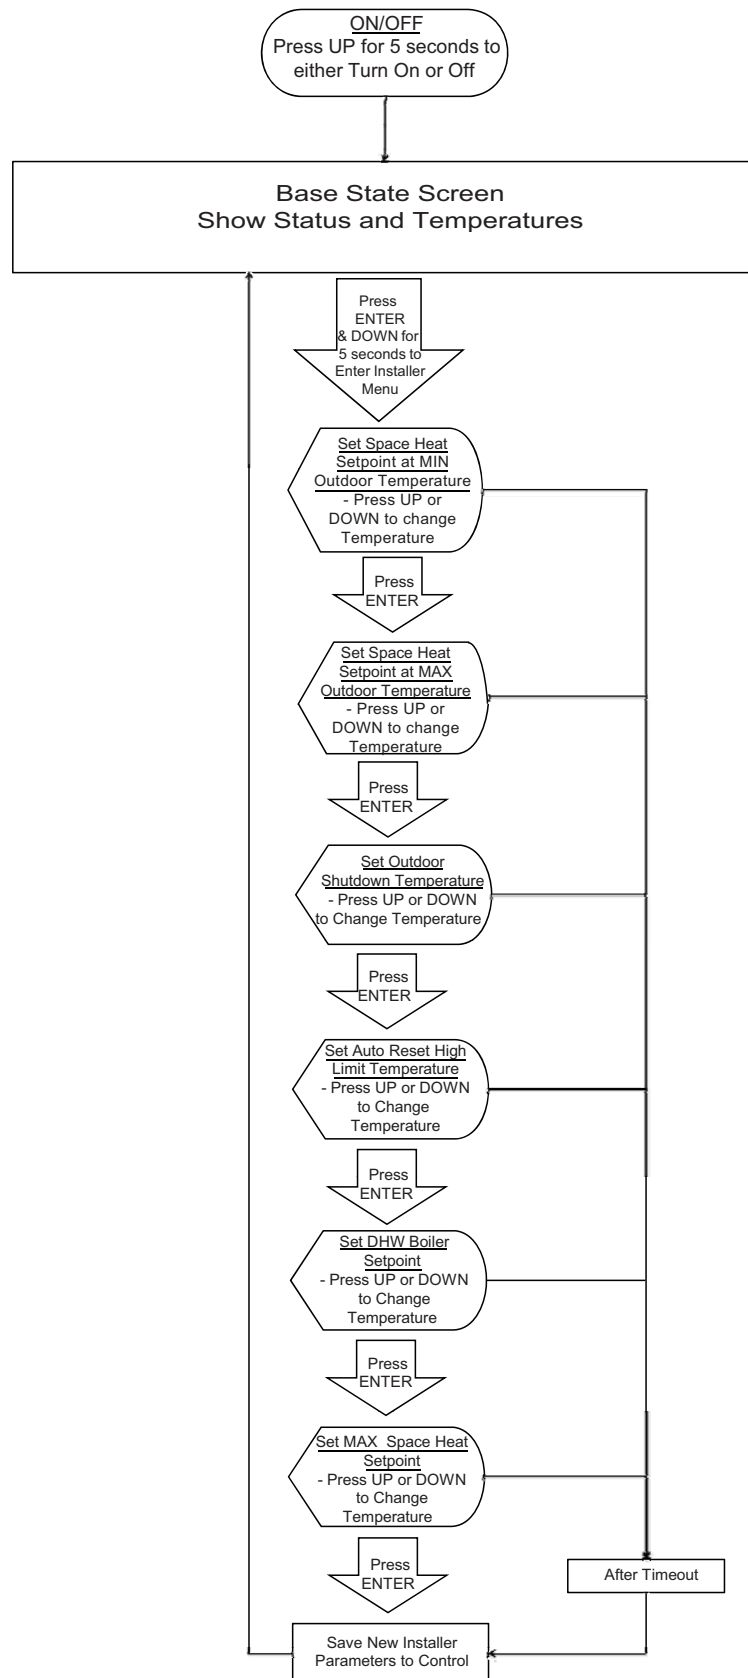 ON/OFF
Press UP for 5 seconds to
either Turn On or Off
Base State Screen
Show Status and Temperatures
Press
ENTER
& DOWN for
5 seconds to
Enter Installer
Menu
Set Space Heat
Setpoint at MIN
Outdoor Temperature
- Press UP or
DOWN to change
Temperature
Press
ENTER
Set Space Heat
Setpoint at MAX
Outdoor Temperature
- Press UP or
DOWN to change
Temperature
Press
ENTER
Set Outdoor
Shutdown Temperature
- Press UP or DOWN
to Change Temperature
Press
ENTER
Set Auto Reset High
Limit Temperature
- Press UP or DOWN
to Change
Temperature
Press
ENTER
Set DHW Boiler
Setpoint
- Press UP or DOWN
to Change
Temperature
Press
ENTER
Set MAX  Space Heat
Setpoint
- Press UP or DOWN
to Change
Temperature
Press
ENTER
After Timeout
Save New Installer
Parameters to Control